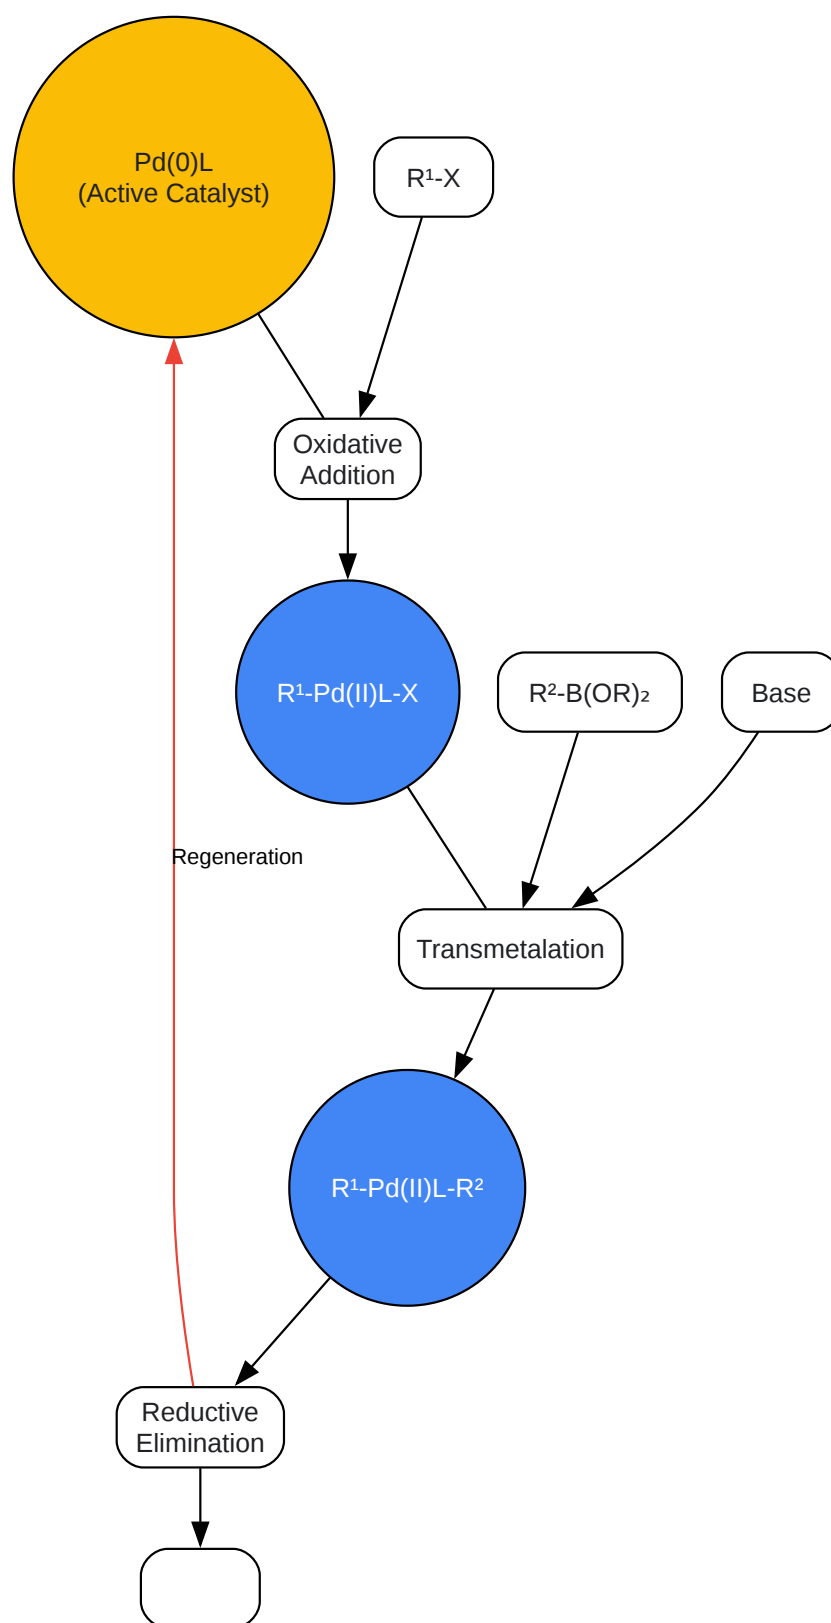 Pd(0)L
(Active Catalyst)
R¹-X
Oxidative
Addition
R¹-Pd(II)L-X
R²-B(OR)₂
Base
Regeneration
Transmetalation
R¹-Pd(II)L-R²
Reductive
Elimination